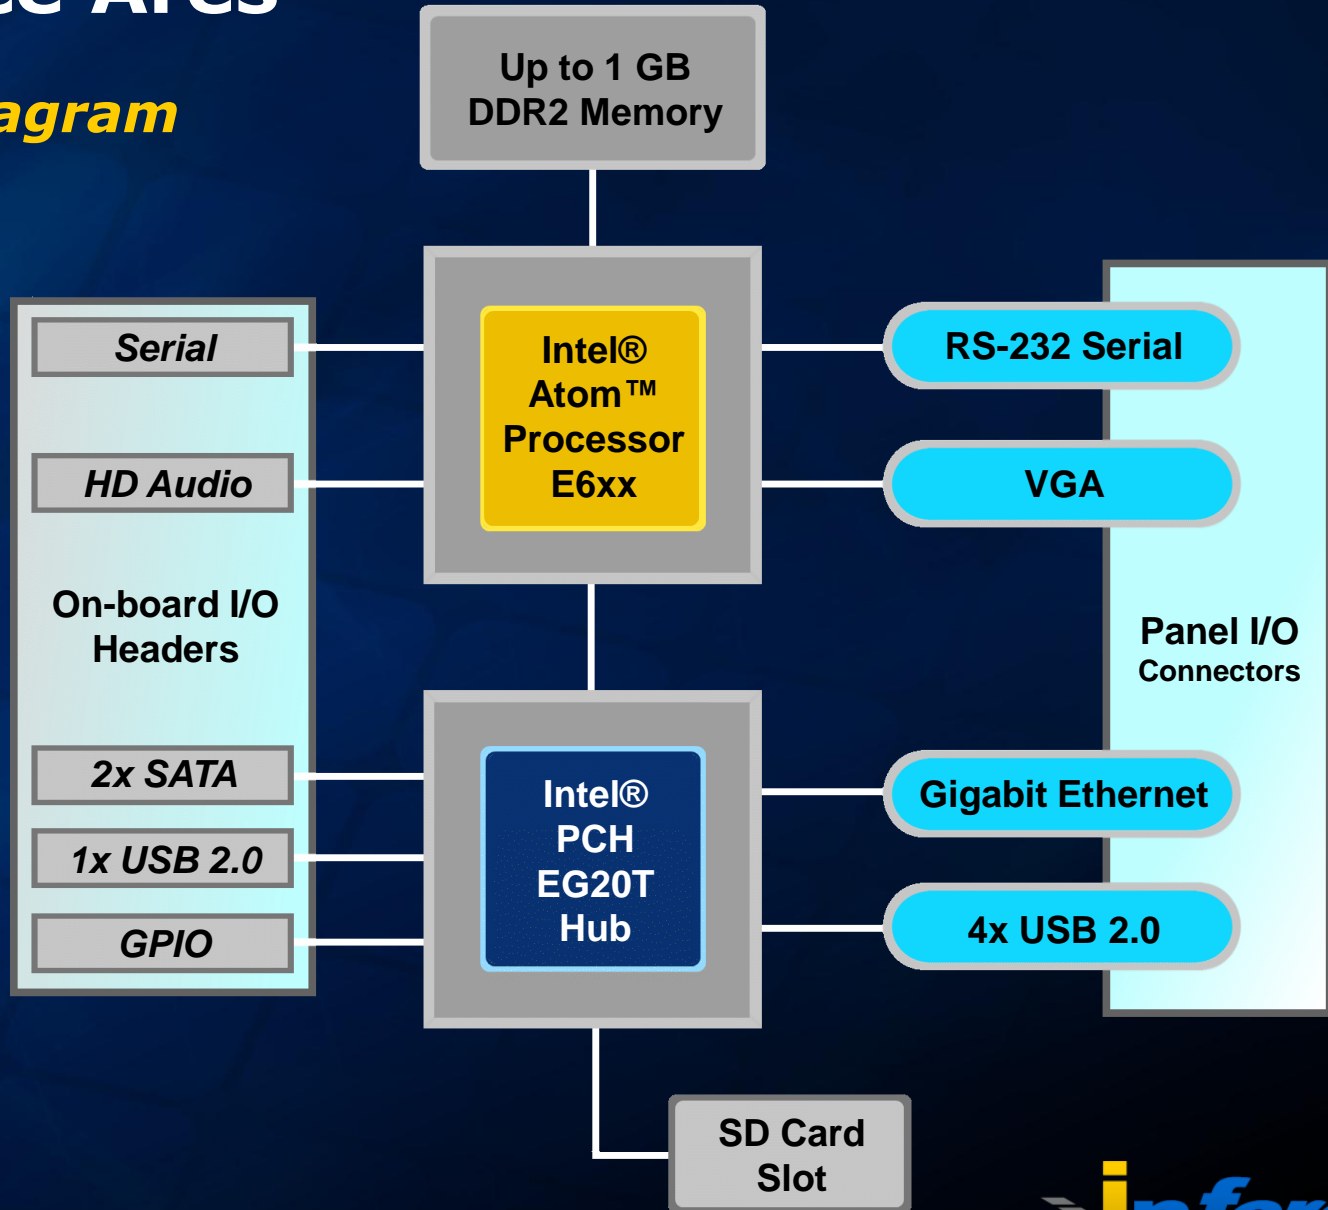 agram
Up to 1 GB
DDR2 Memory
Serial
HD Audio
On-board I/O
Headers
2x SATA
1x USB 2.0
GPIO
Intel®
Atom™
Processor
E6xx
Intel®
PCH
EG20T
Hub
RS-232 Serial
VGA
Panel I/O
Connectors
Gigabit Ethernet
4x USB 2.0
SD Card
Slot